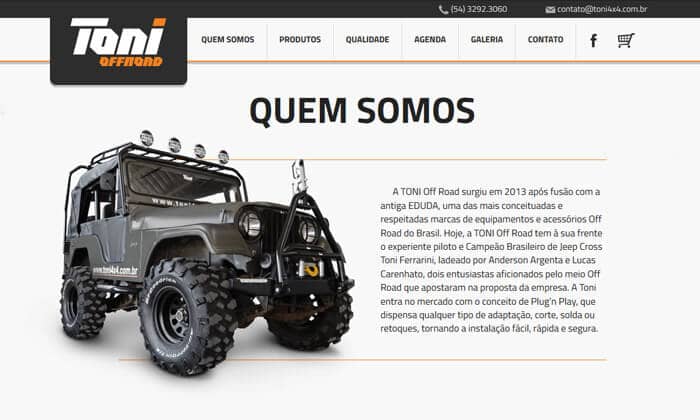 (54) 3292.3060
contato@toni4x4.com.br
Toni
OFFROAD
QUEM SOMOS
PRODUTOS
QUALIDADE
AGENDA
GALERIA
CONTATO
QUEM SOMOS
A TONI Off Road surgiu em 2013 após fusão com a
antiga EDUDA, uma das mais conceituadas e
respeitadas marcas de equipamentos e acessórios Off
Road do Brasil. Hoje, a TONI Off Road tem à sua frente
o experiente piloto e Campeão Brasileiro de Jeep Cross
Toni Ferrarini, ladeado por Anderson Argenta e Lucas
Carenhato, dois entusiastas aficionados pelo meio Off
Road que apostaram na proposta da empresa. A Toni
entra no mercado com o conceito de Plug'n Play, que
dispensa qualquer tipo de adaptação, corte, solda ou
retoques, tornando a instalação fácil, rápida e segura.
www.toni4x4.com.br